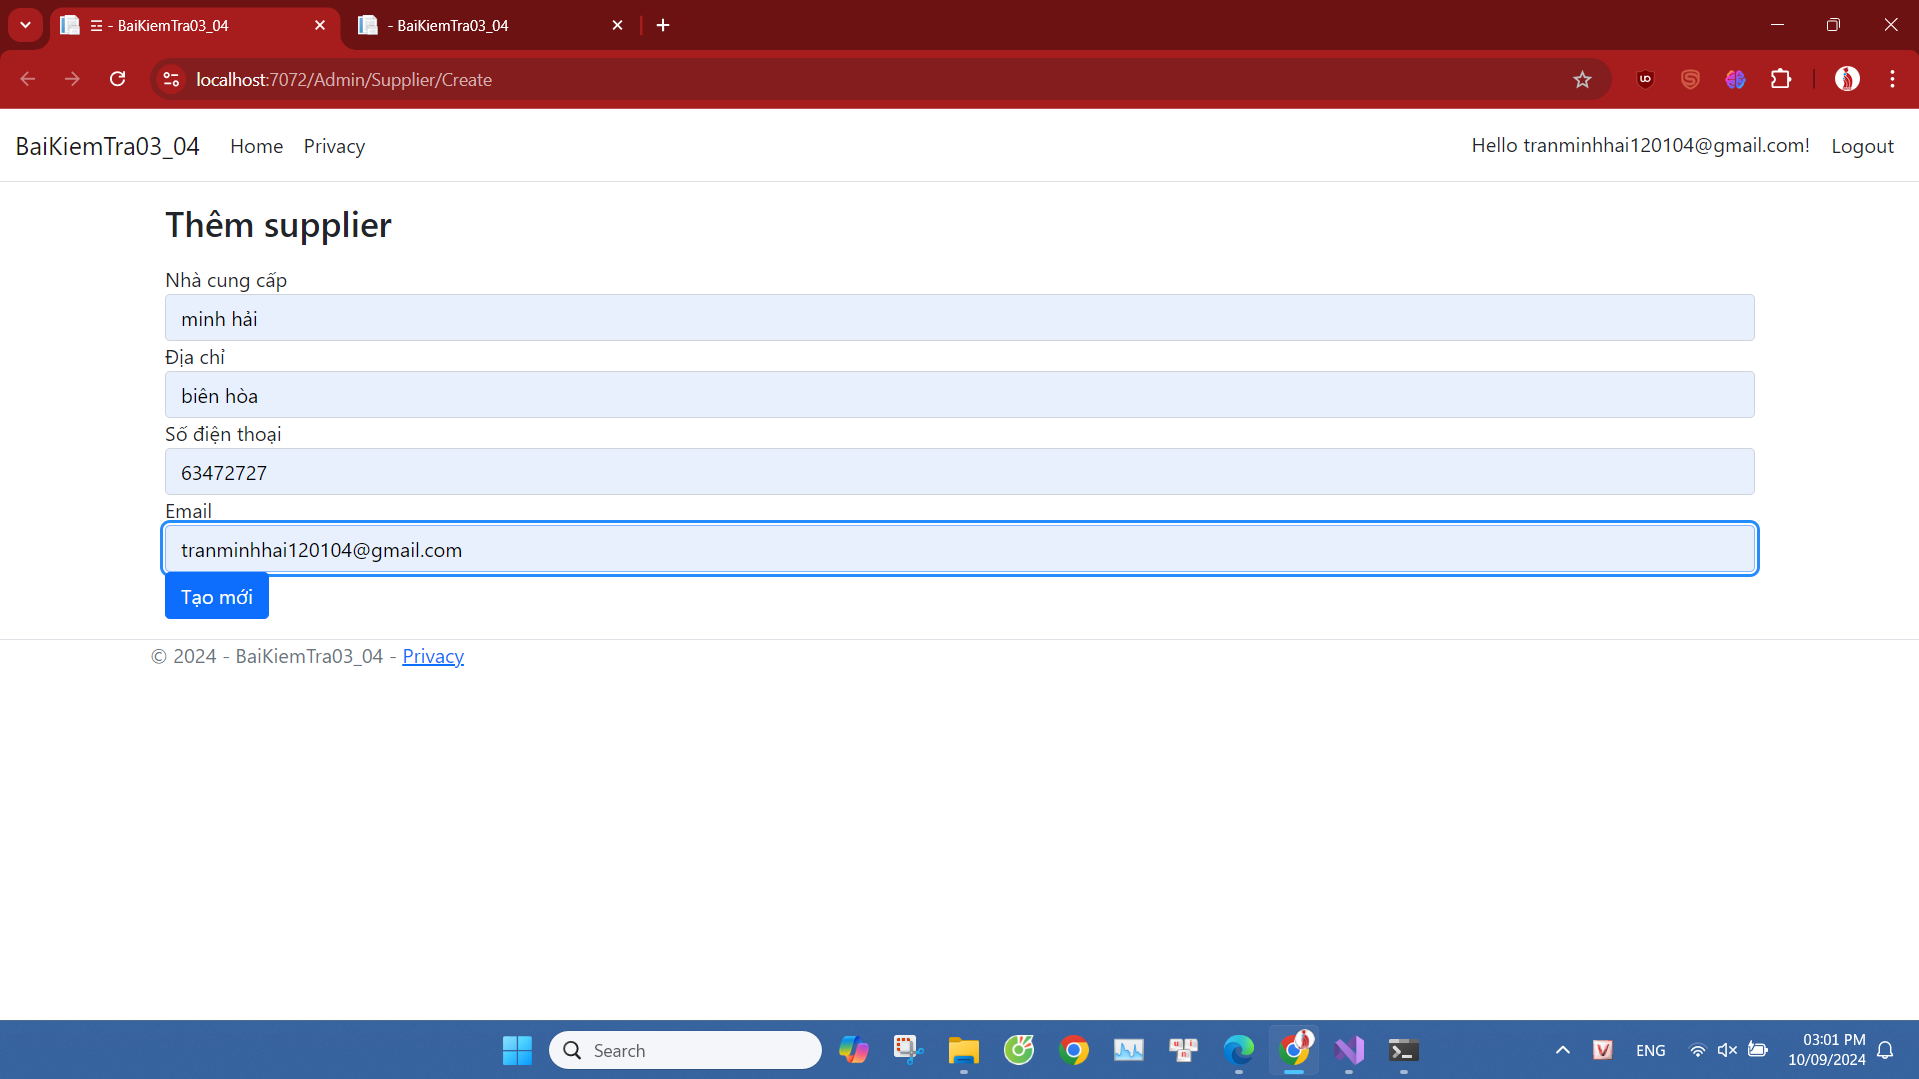 ☲ - BaiKiemTra03_04
- BaiKiemTra03_04
localhost:7072/Admin/Supplier/Create
BaiKiemTra03_04 Home Privacy Hello tranminhhai120104@gmail.com! Logout
Thêm supplier
Nhà cung cấp
minh hải
Địa chỉ
biên hòa
Số điện thoại
63472727
Email
tranminhhai120104@gmail.com
Tạo mới
© 2024 - BaiKiemTra03_04 - Privacy
Search
ENG
03:01 PM
10/09/2024